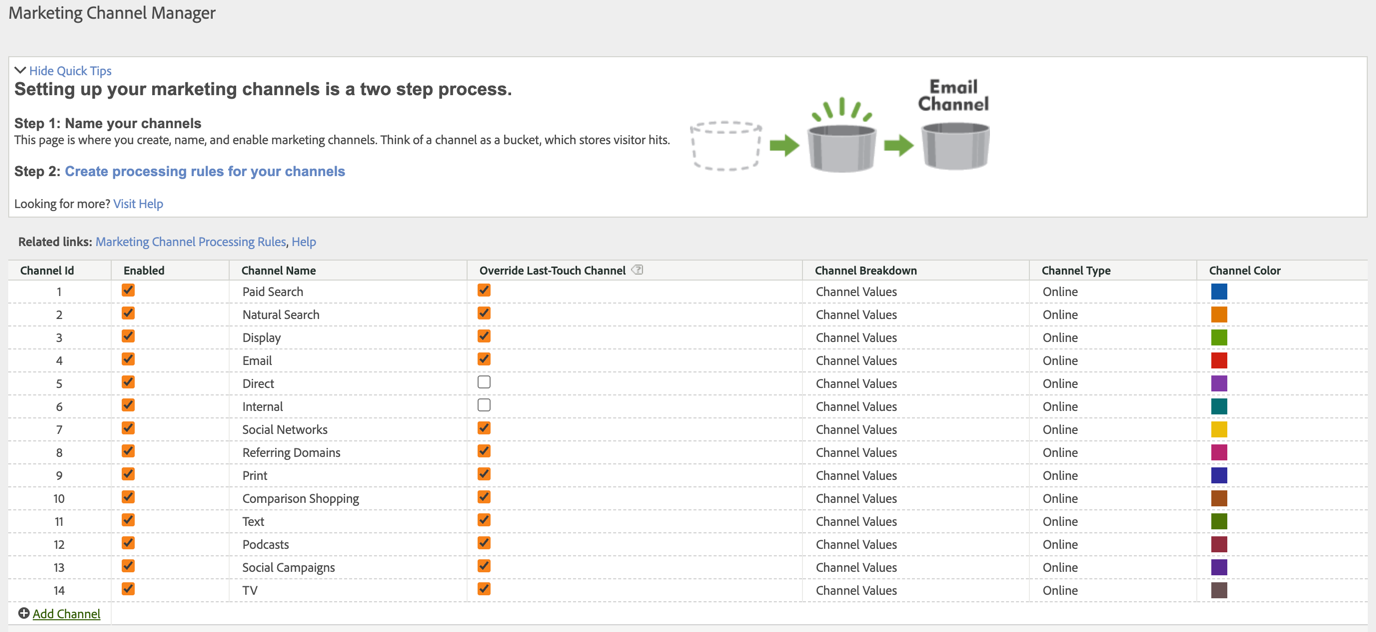 Marketing Channel Manager
Hide Quick Tips
Setting up your marketing channels is a two step process.
Step 1: Name your channels
This page is where you create, name, and enable marketing channels. Think of a channel as a bucket, which stores visitor hits.
Step 2: Create processing rules for your channels
Looking for more? Visit Help
Email
Channel
Related links: Marketing Channel Processing Rules, Help
Channel Id Enabled Channel Name Override Last-Touch Channel ? Channel Breakdown Channel Type Channel Color
1 Paid Search Channel Values Online
2 Natural Search Channel Values Online
3 Display Channel Values Online
4 Email Channel Values Online
5 Direct Channel Values Online
6 Internal Channel Values Online
7 Social Networks Channel Values Online
8 Referring Domains Channel Values Online
9 Print Channel Values Online
10 Comparison Shopping Channel Values Online
11 Text Channel Values Online
12 Podcasts Channel Values Online
13 Social Campaigns Channel Values Online
14 TV Channel Values Online
Add Channel